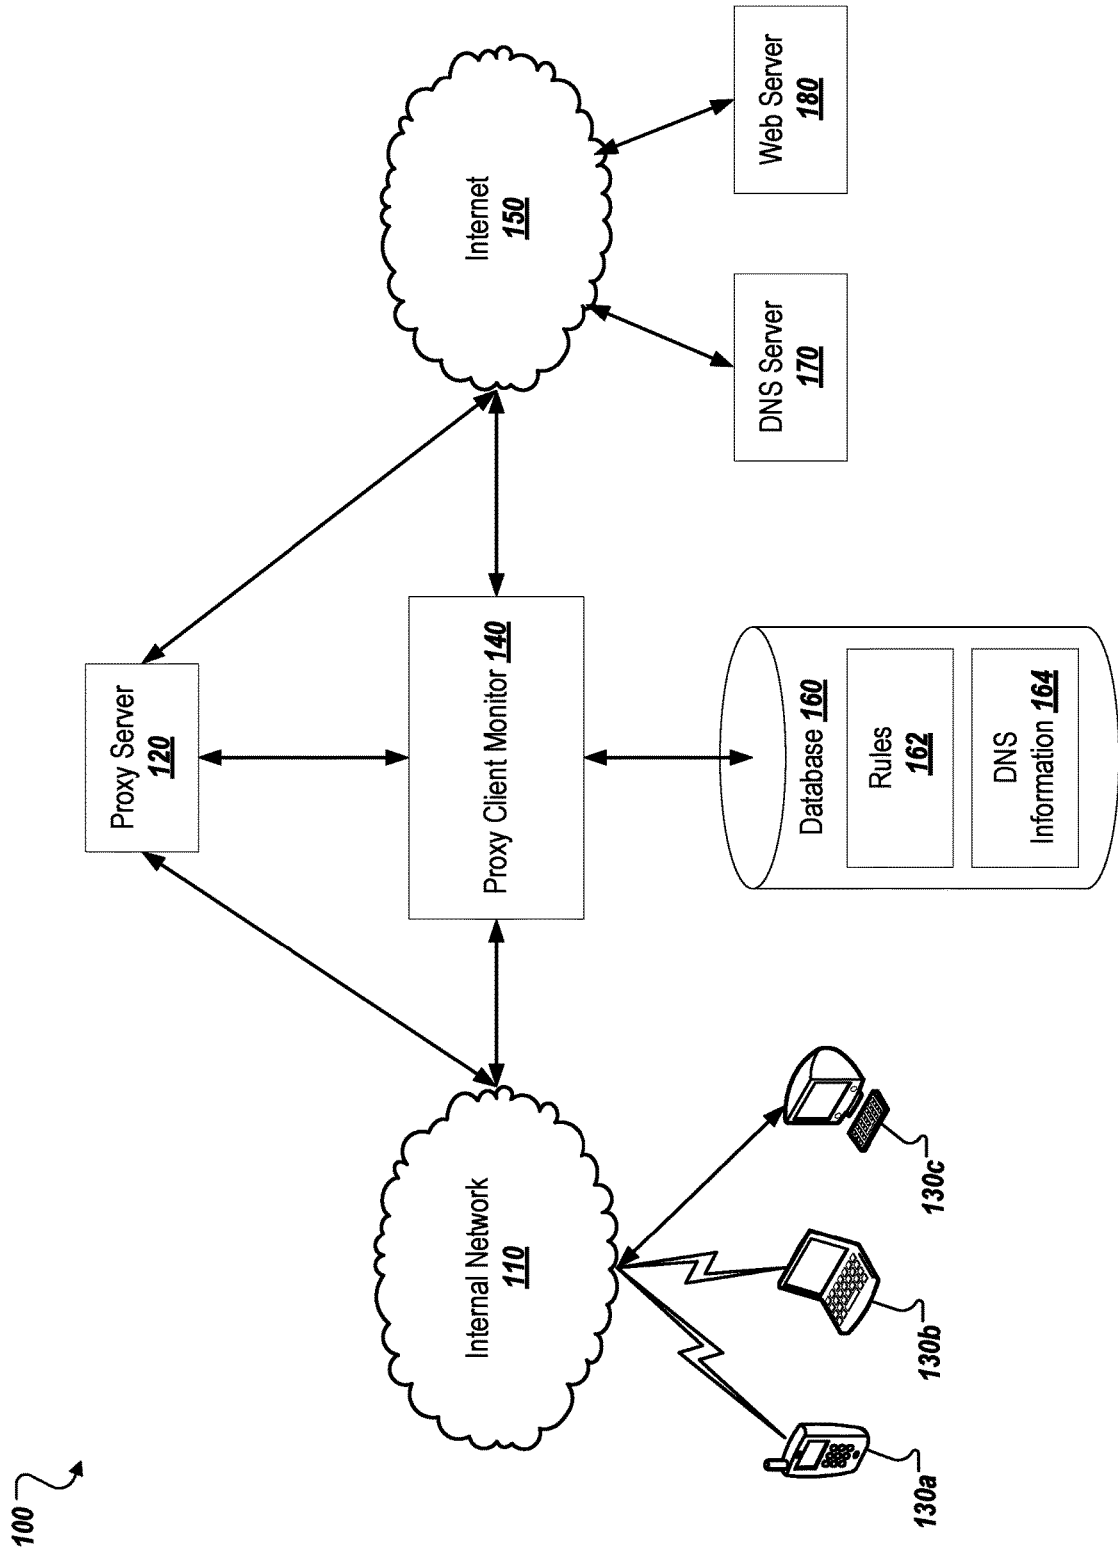 100
Proxy Server
120
Internal Network
110
Proxy Client Monitor 140
Internet
150
130a
130b
130c
Database 160
Rules
162
DNS
Information 164
DNS Server
170
Web Server
180